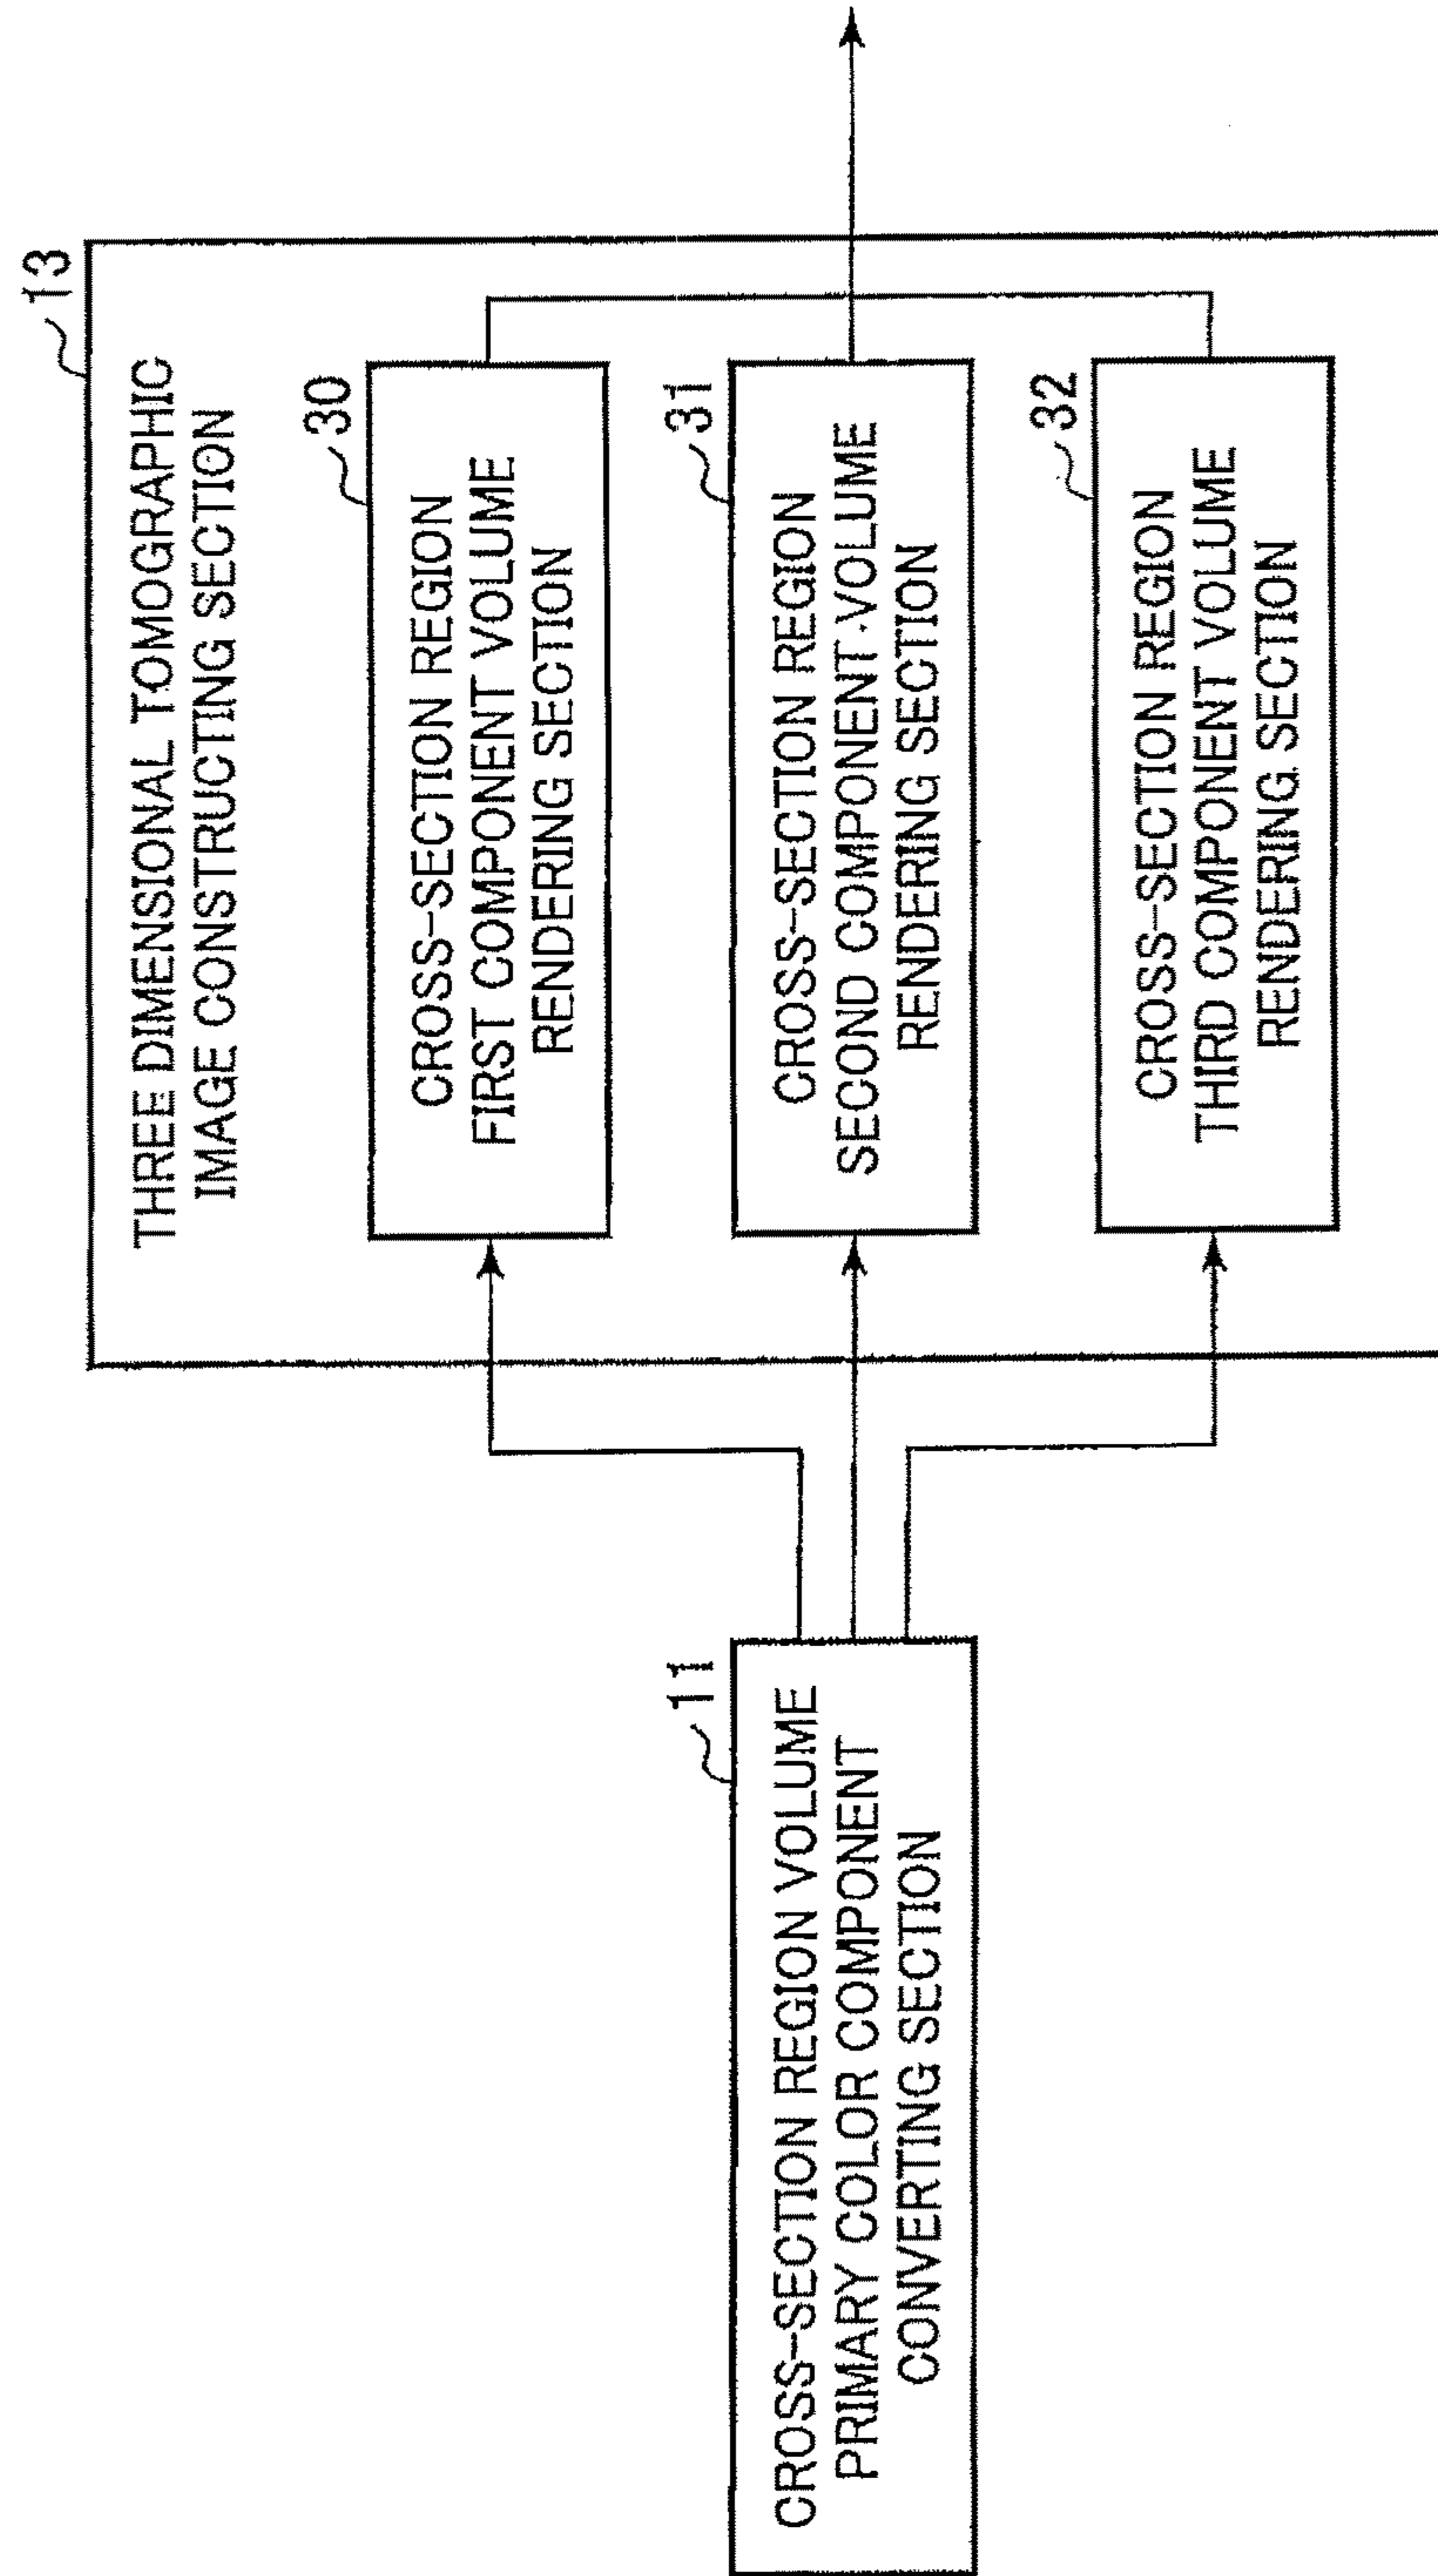 13
THREE DIMENSIONAL TOMOGRAPHIC
IMAGE CONSTRUCTING SECTION
30
CROSS-SECTION REGION
FIRST COMPONENT VOLUME
RENDERING SECTION
11
CROSS-SECTION REGION VOLUME
PRIMARY COLOR COMPONENT
CONVERTING SECTION
31
CROSS-SECTION REGION
SECOND COMPONENT VOLUME
RENDERING SECTION
32
CROSS-SECTION REGION
THIRD COMPONENT VOLUME
RENDERING SECTION